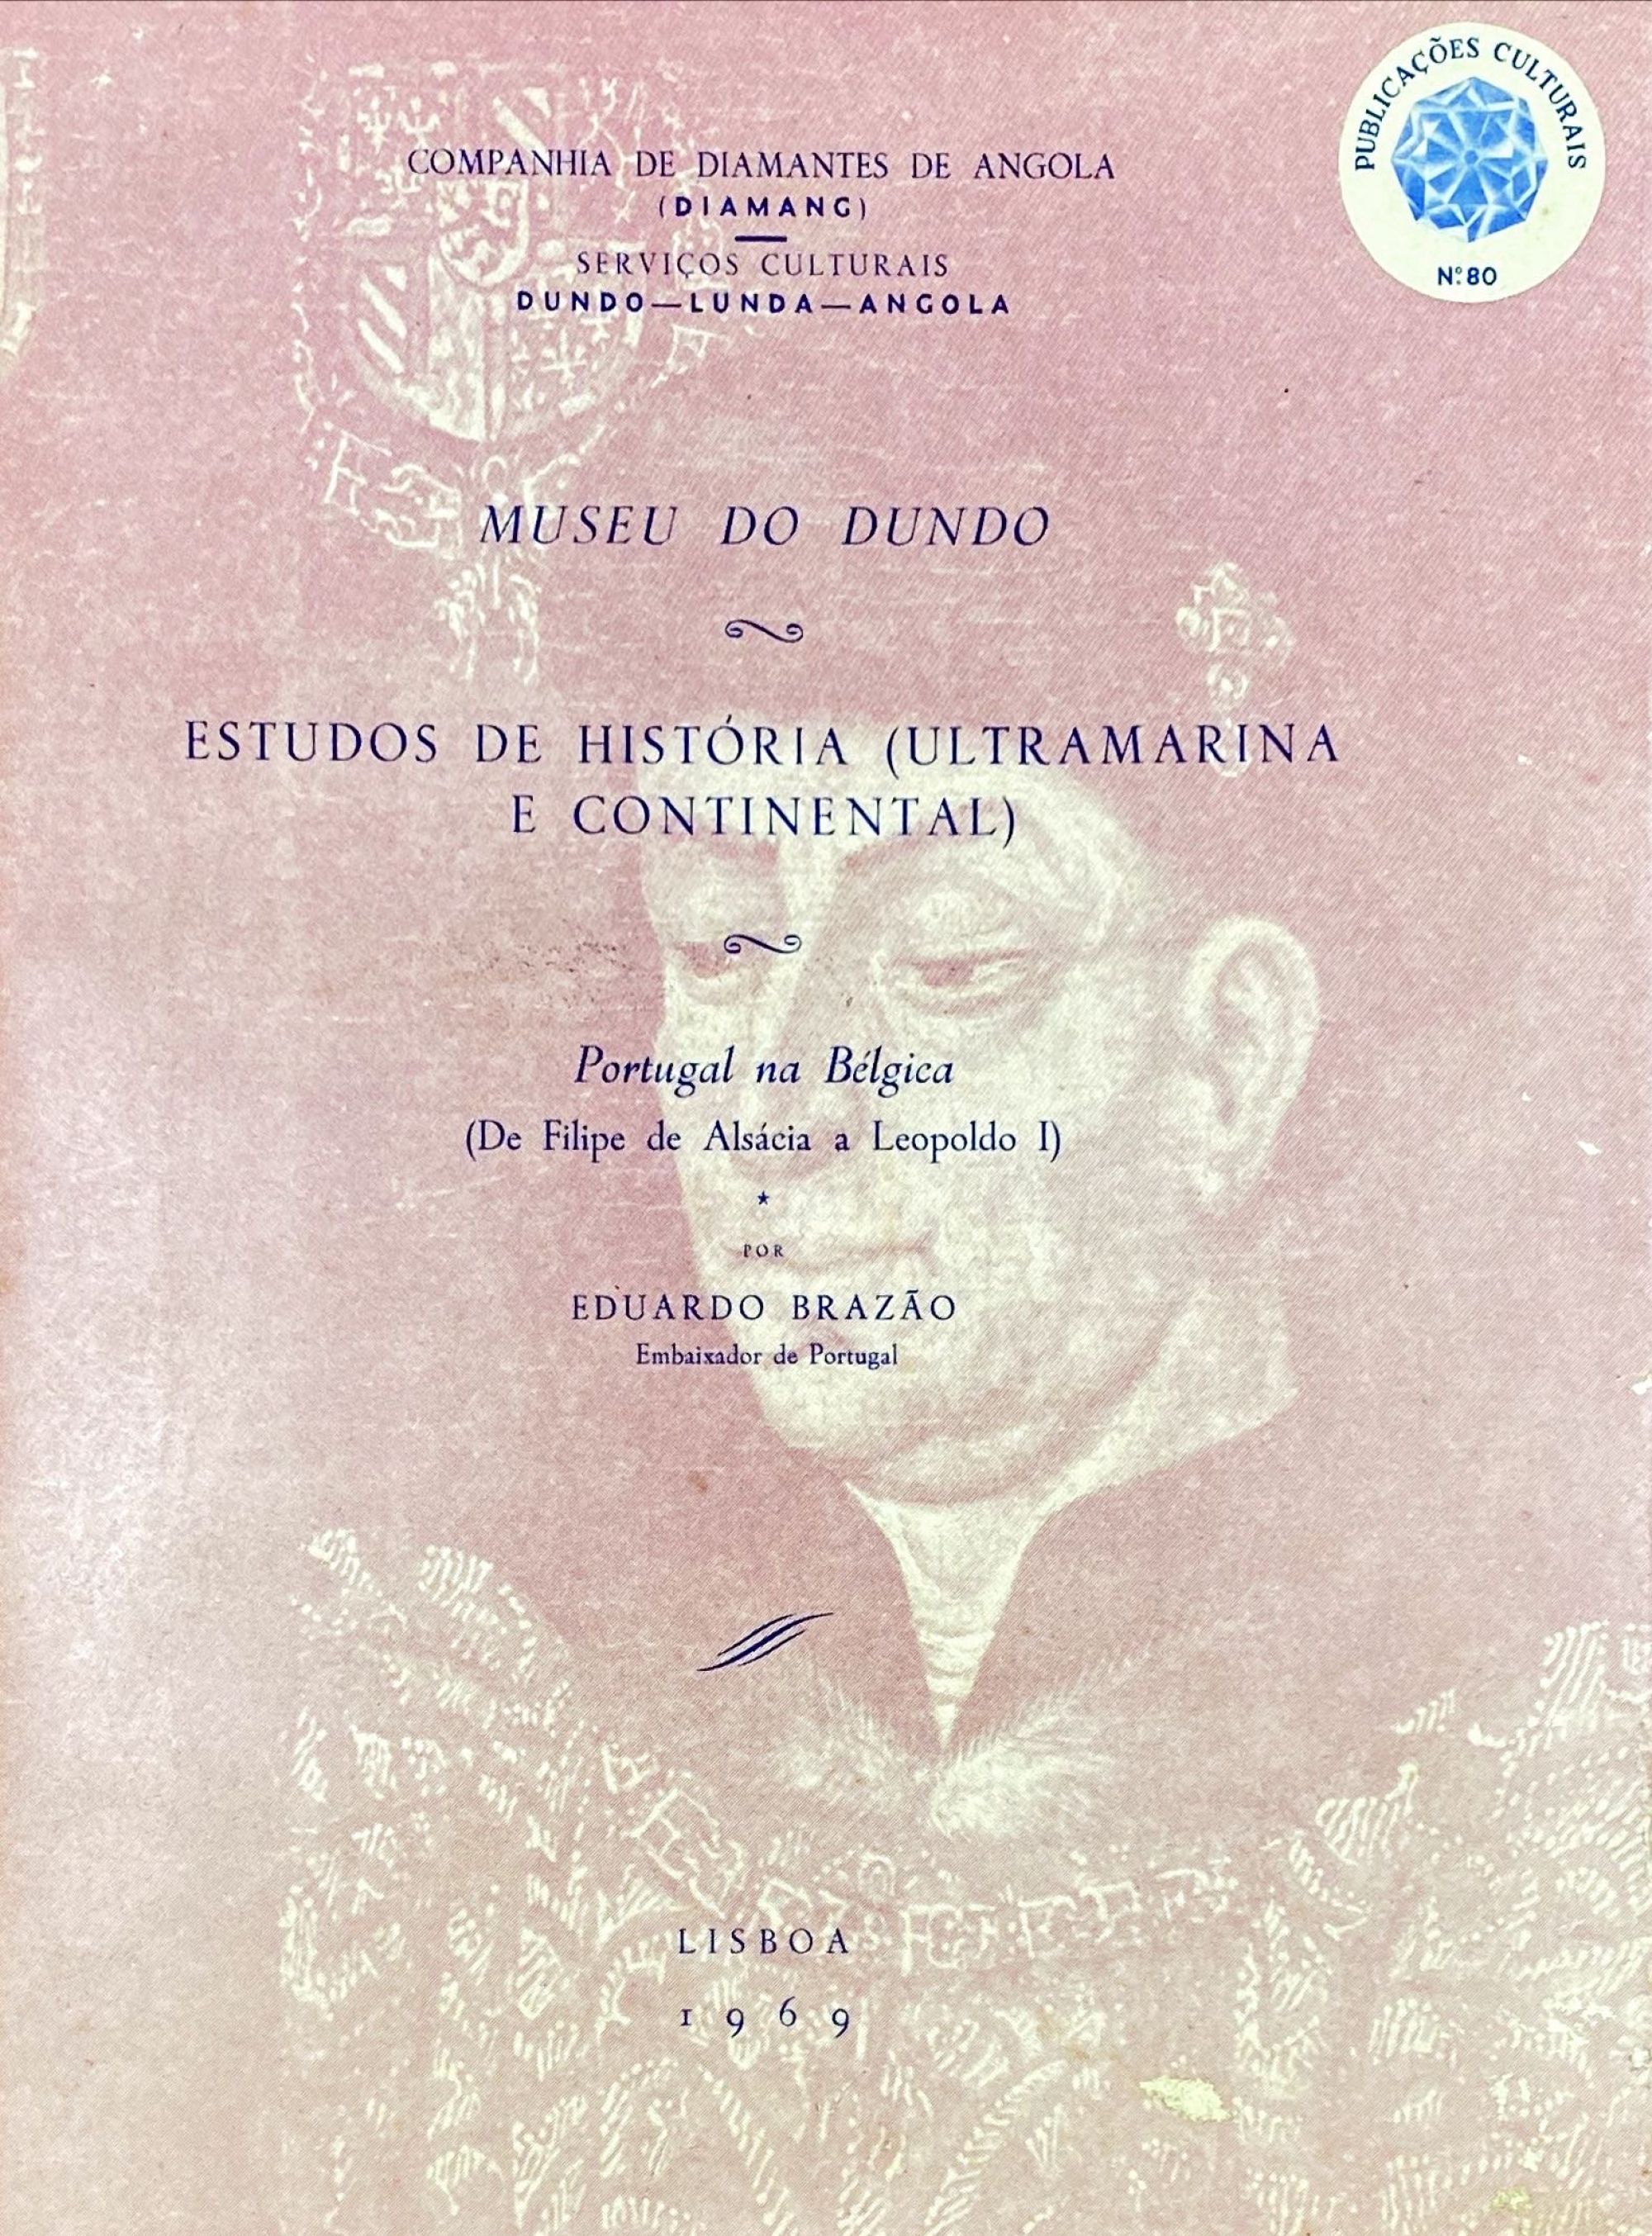 PUBLICAÇÕES CULTURAIS
Nº 80
COMPANHIA DE DIAMANTES DE ANGOLA
(DIAMANG)
SERVIÇOS CULTURAIS
DUNDO—LUNDA—ANGOLA
MUSEU DO DUNDO
ESTUDOS DE HISTÓRIA (ULTRAMARINA
E CONTINENTAL)
Portugal na Bélgica
(De Filipe de Alsácia a Leopoldo I)
POR
EDUARDO BRAZÃO
Embaixador de Portugal
LISBOA
1969